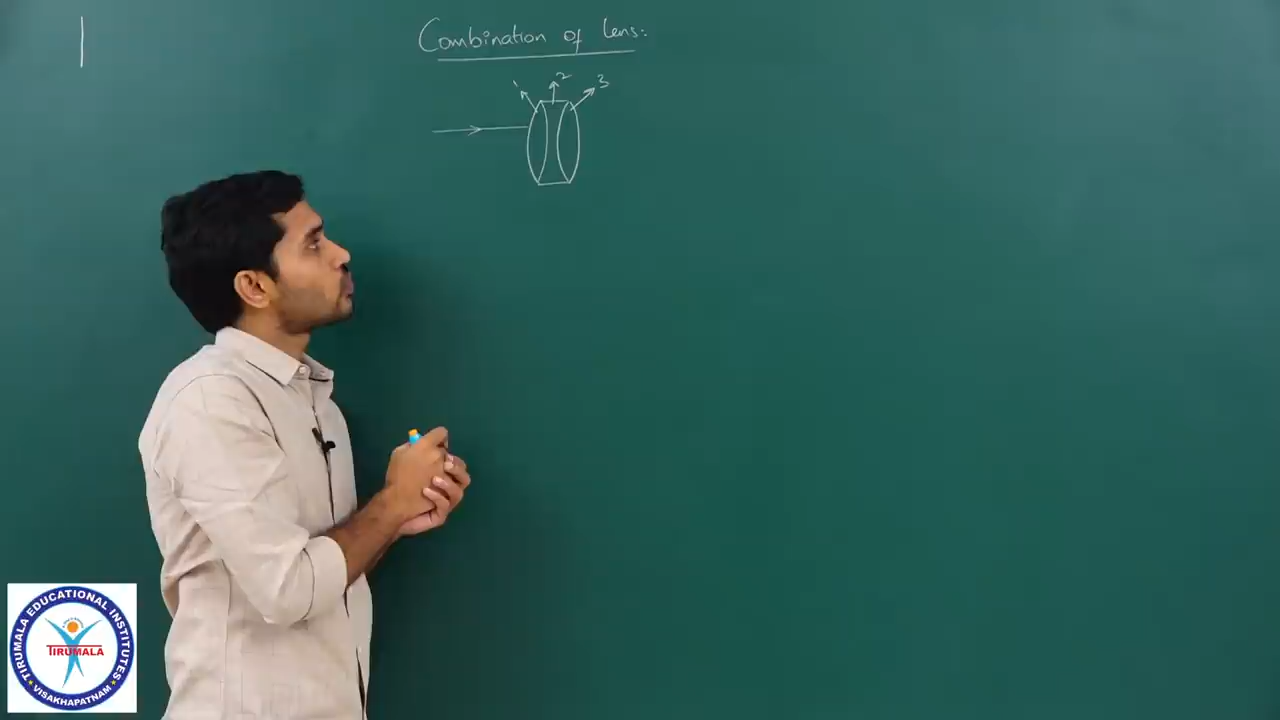 Combination of lens:
1 2 3
TIRUMALA EDUCATIONAL INSTITUTES
TIRUMALA
VISAKHAPATNAM